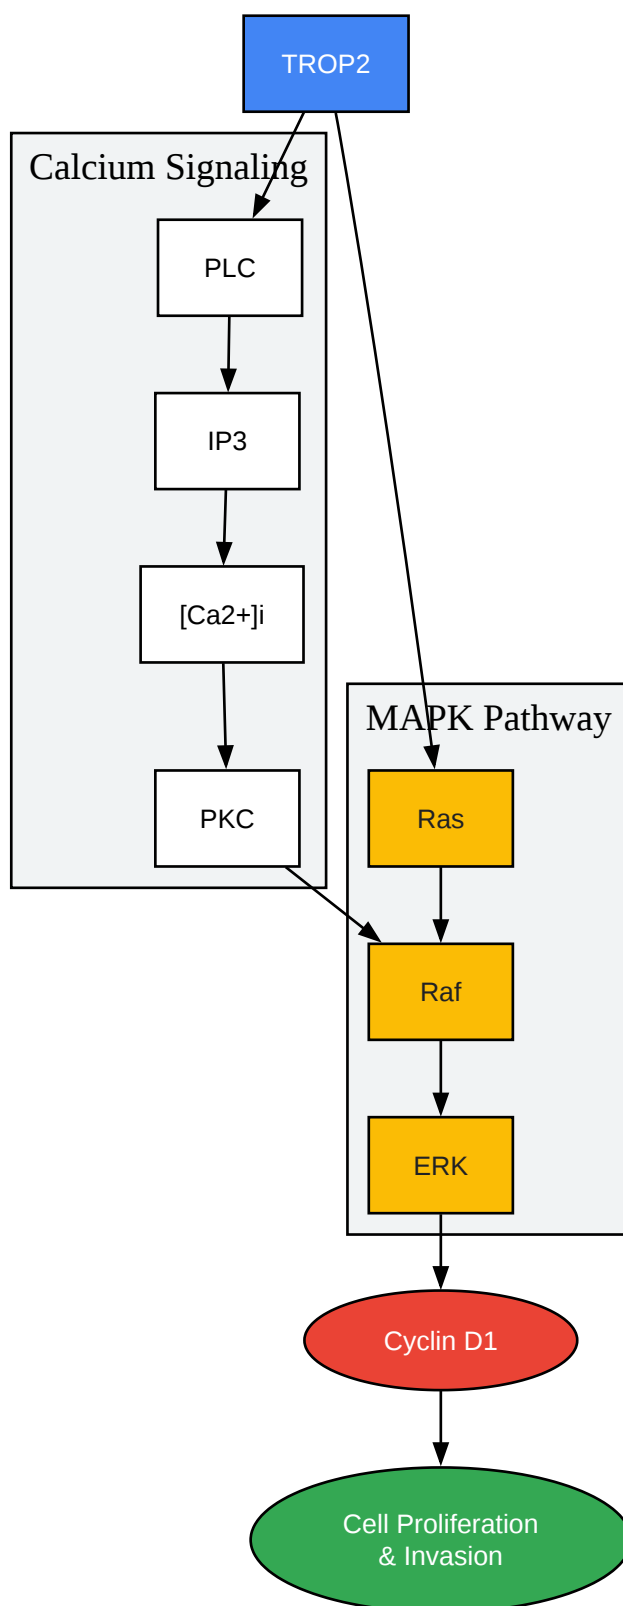 TROP2
Calcium Signaling
PLC
IP3
[Ca2+]i
PKC
MAPK Pathway
Ras
Raf
ERK
Cyclin D1
Cell Proliferation
& Invasion